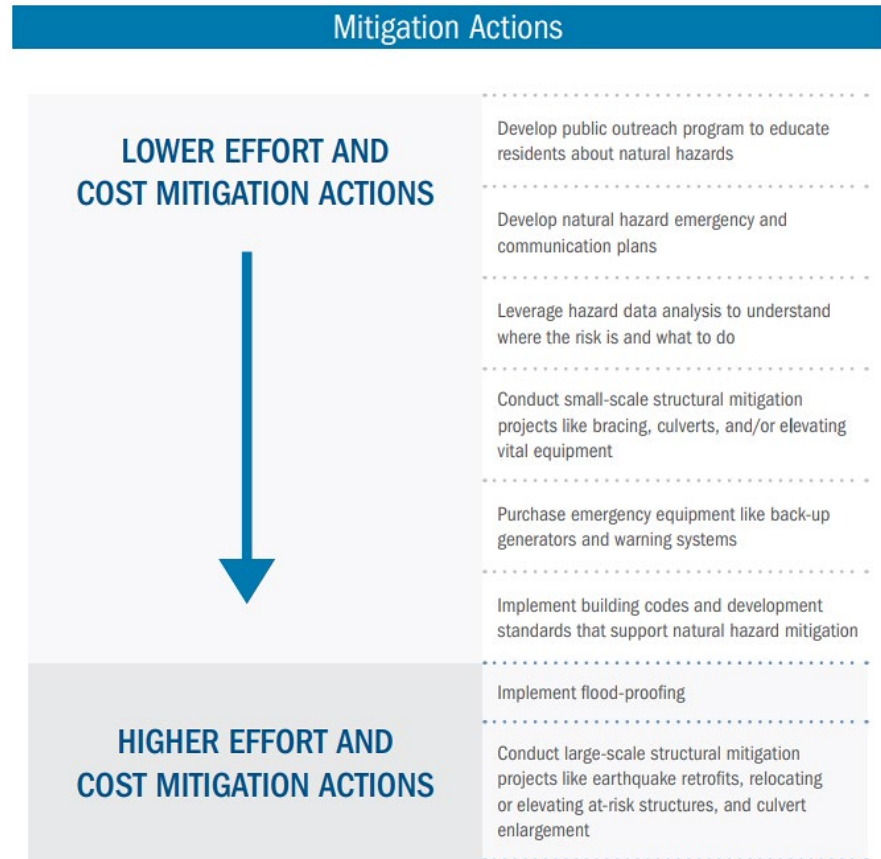 Mitigation Actions
LOWER EFFORT AND
COST MITIGATION ACTIONS
Develop public outreach program to educate
residents about natural hazards
Develop natural hazard emergency and
communication plans
Leverage hazard data analysis to understand
where the risk is and what to do
Conduct small-scale structural mitigation
projects like bracing, culverts, and/or elevating
vital equipment
Purchase emergency equipment like back-up
generators and warning systems
Implement building codes and development
standards that support natural hazard mitigation
HIGHER EFFORT AND
COST MITIGATION ACTIONS
Implement flood-proofing
Conduct large-scale structural mitigation
projects like earthquake retrofits, relocating
or elevating at-risk structures, and culvert
enlargement